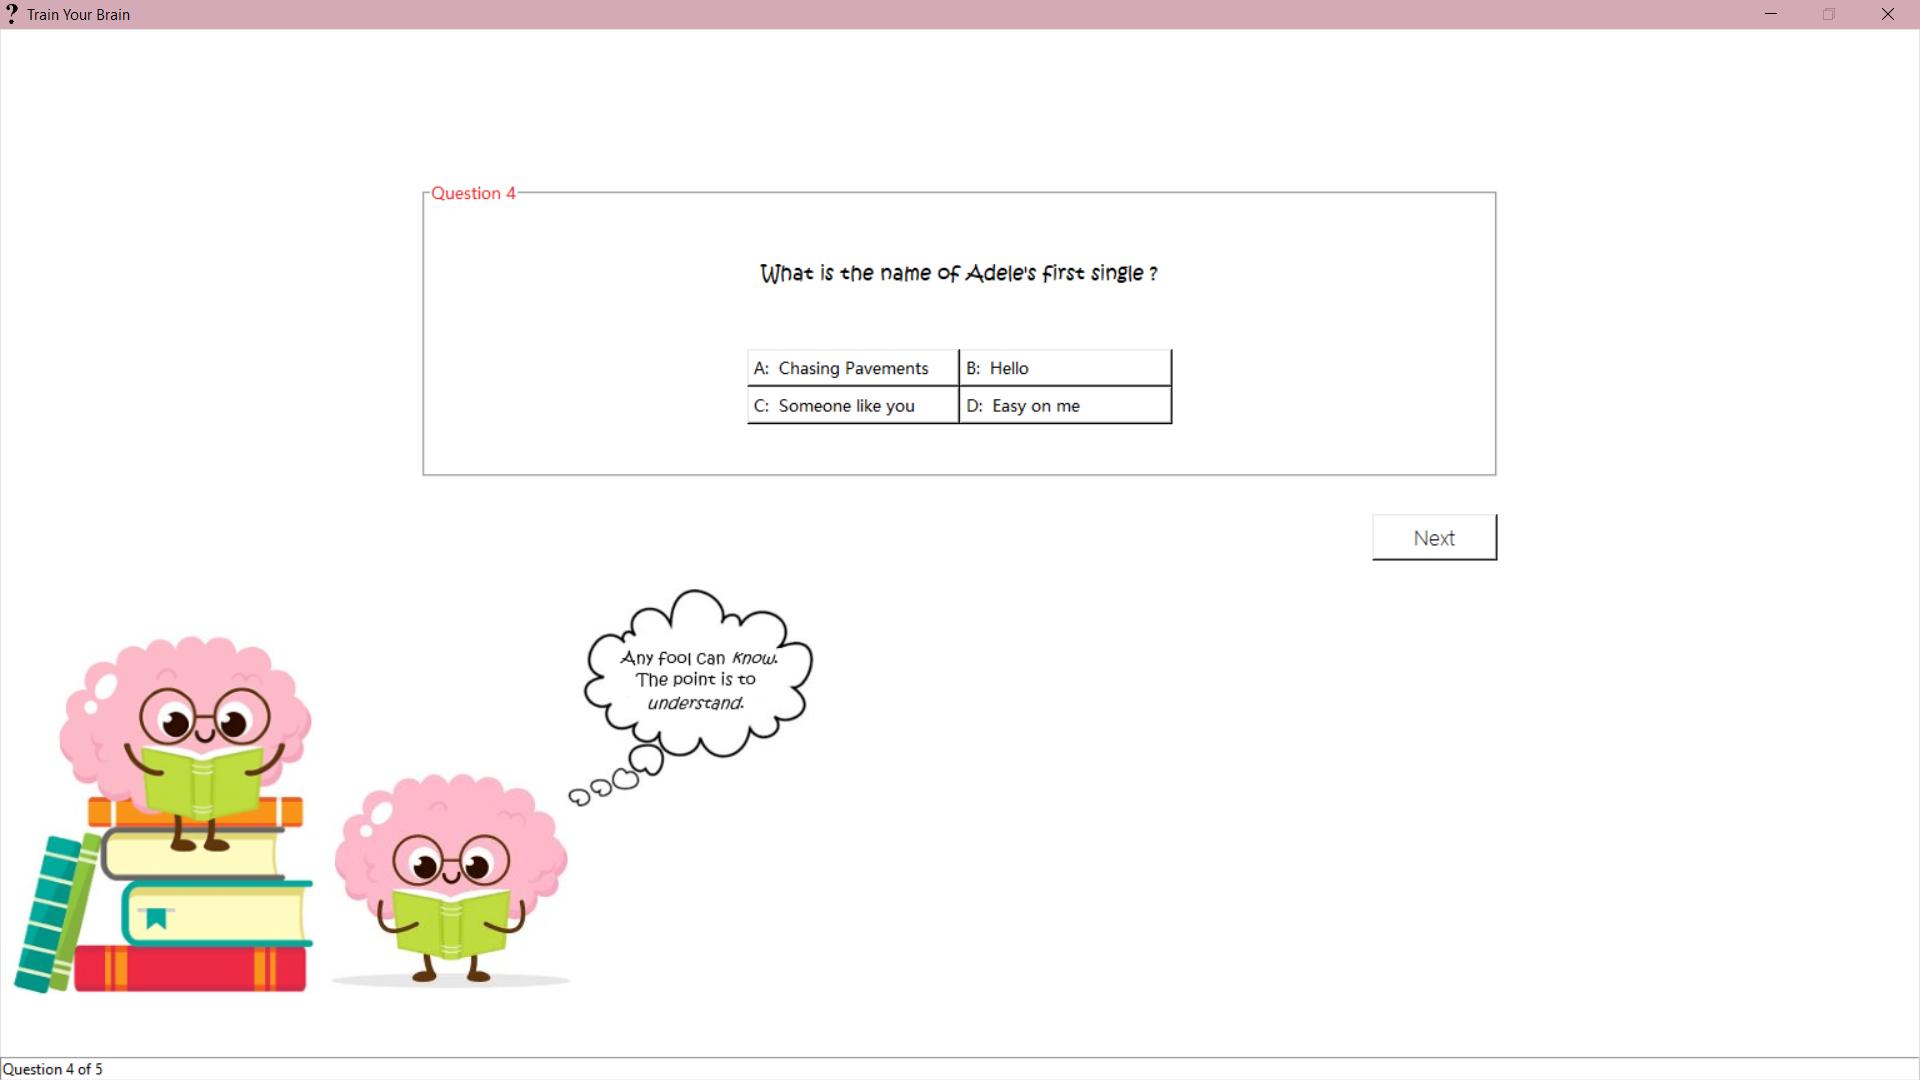 Train Your Brain
Question 4
What is the name of Adele's first single ?
A:  Chasing Pavements
B:  Hello
C:  Someone like you
D:  Easy on me
Next
Any fool can know.
The point is to
understand.
Question 4 of 5